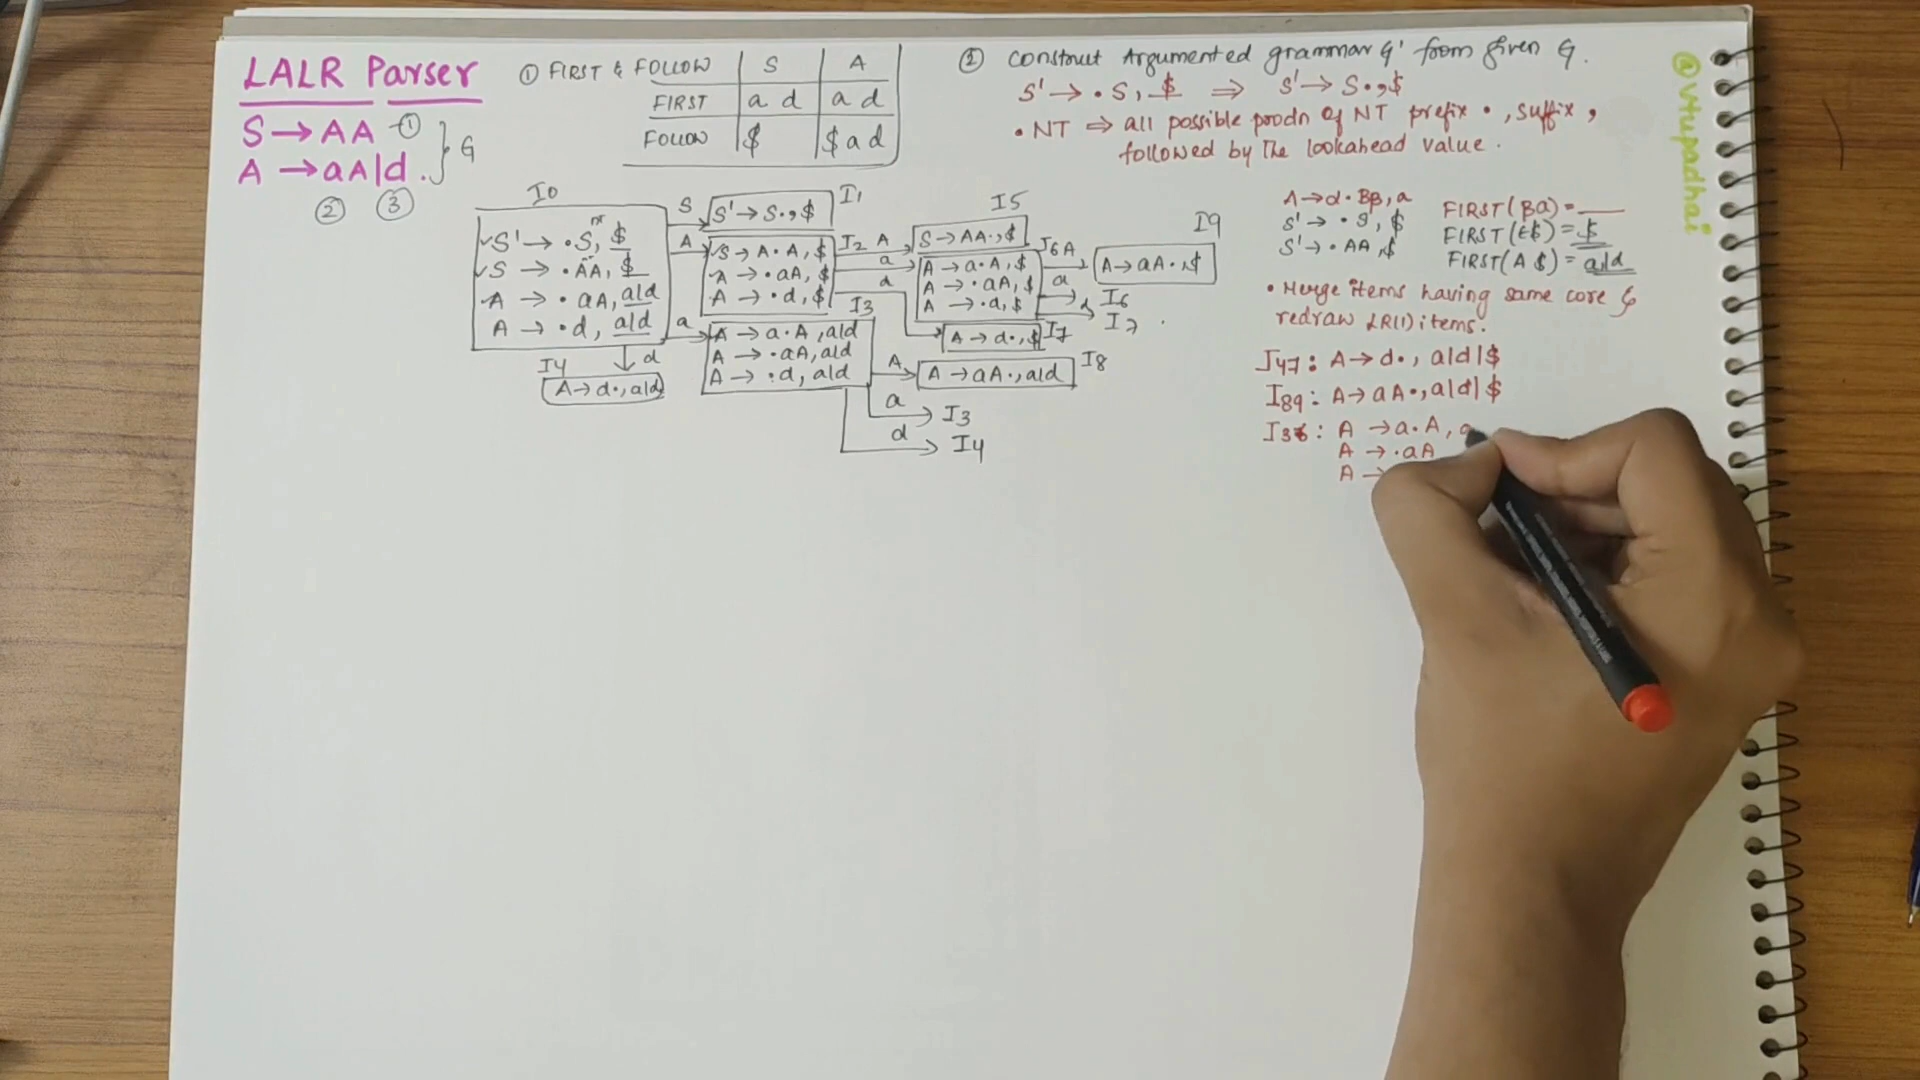 LALR Parser
S → AA —①
A → aA|d. } G
② ③
① FIRST & FOLLOW | S | A
FIRST | a d | a d
FOLLOW | $ | $ a d
② Construct Argumented grammar G' from given G.
S' → •S, $ ⇒ S' → S•,$
• NT ⇒ all possible prodn of NT prefix •, suffix ,
followed by The lookahead value.
@vtupadhai
I0
S' → •S, $
S → •AA, $
A → •aA, a|d
A → •d, a|d
S
S' → S•,$
I1
A
S → A•A, $
A → •aA, $
A → •d, $
I2
a
A → a•A, a|d
A → •aA, a|d
A → •d, a|d
I3
d
I4
A → d•, a|d
A
S → AA•,$
I5
a
A → a•A, $
A → •aA, $
A → •d, $
I6
d
A → d•, $
I7
A
A → aA•, a|d
I8
a → I3
d → I4
A
A → aA•,$
I9
a → I6
d → I7
A → α•Bβ, a
S' → •S, $
S' → •AA,$
FIRST(βa) = ___
FIRST(ε$) = $
FIRST(A $) = a|d
• Merge items having same core &
redraw LR(1) items.
I47: A → d•, a|d|$
I89: A → aA•, a|d|$
I36: A → a•A, a
A → •aA
A →